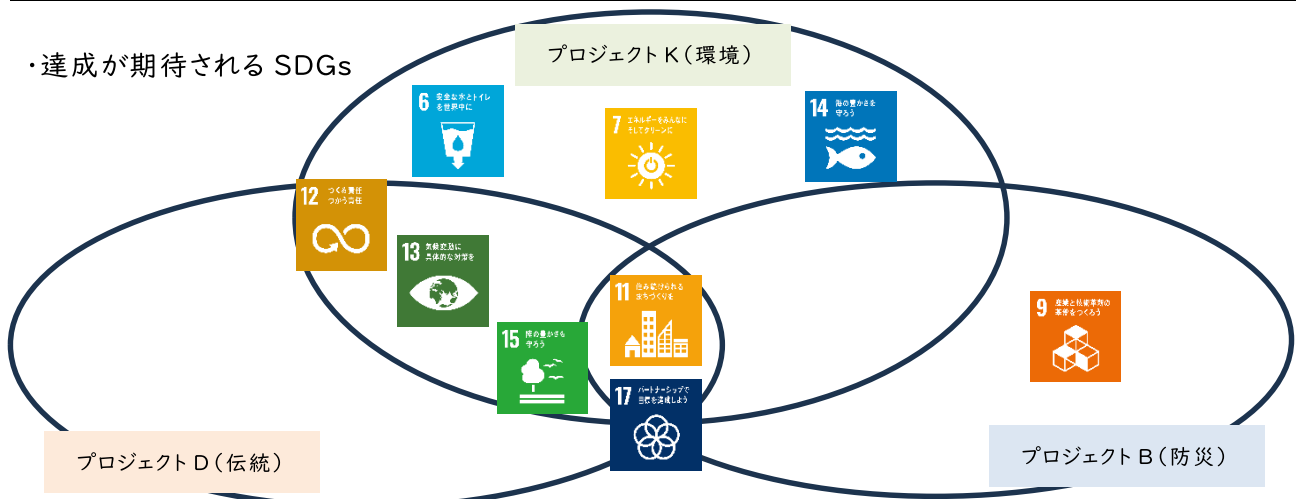 ・達成が期待される SDGs
プロジェクトK(環境)
6 安全な水とトイレ
を世界中に
7 エネルギーをみんなに
そしてクリーンに
14 海の豊かさを
守ろう
12 つくる責任
つかう責任
13 気候変動に
具体的な対策を
11 住み続けられる
まちづくりを
9 産業と技術革新の
基盤をつくろう
15 陸の豊かさも
守ろう
17 パートナーシップで
目標を達成しよう
プロジェクトD(伝統)
プロジェクトB(防災)